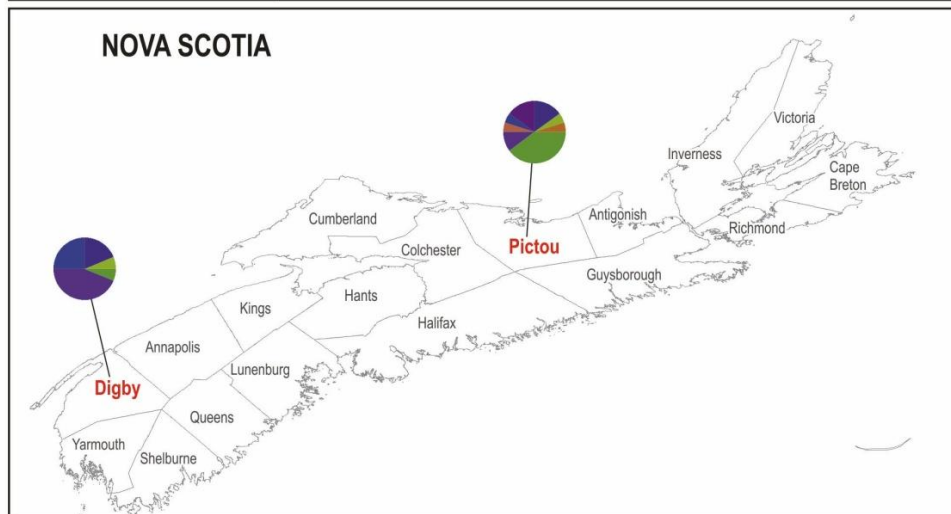 NOVA SCOTIA
Victoria
Inverness
Cape
Breton
Cumberland
Antigonish
Richmond
Colchester
Pictou
Guysborough
Kings
Hants
Halifax
Annapolis
Lunenburg
Digby
Queens
Yarmouth
Shelburne